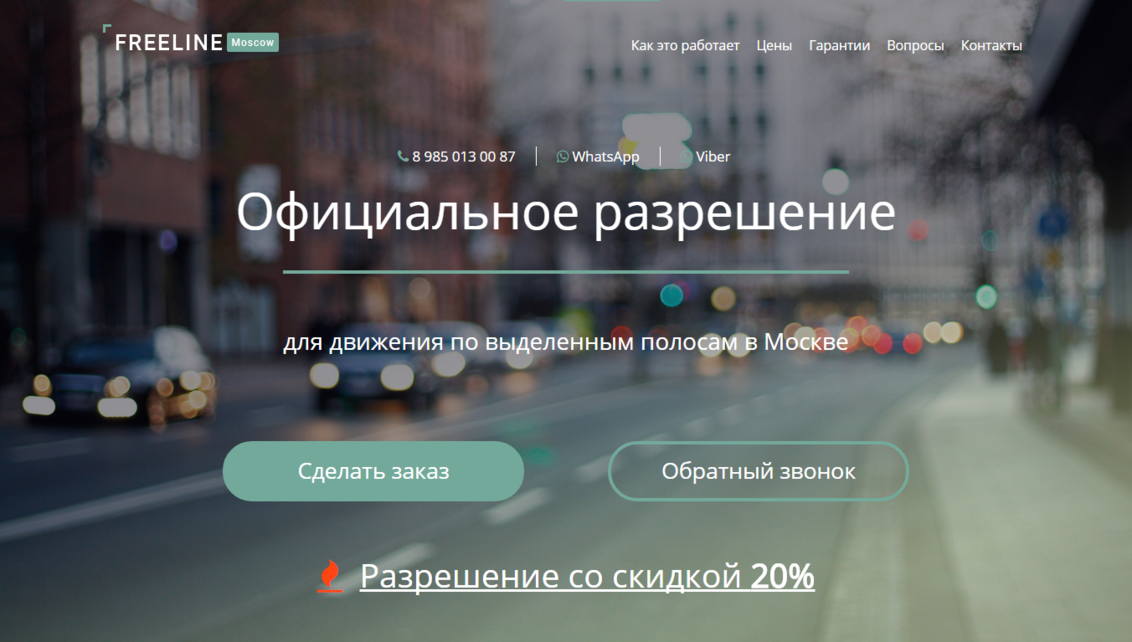 FREELINE Moscow
Как это работает Цены Гарантии Вопросы Контакты
8 985 013 00 87 WhatsApp Viber
Официальное разрешение
для движения по выделенным полосам в Москве
Сделать заказ Обратный звонок
Разрешение со скидкой 20%